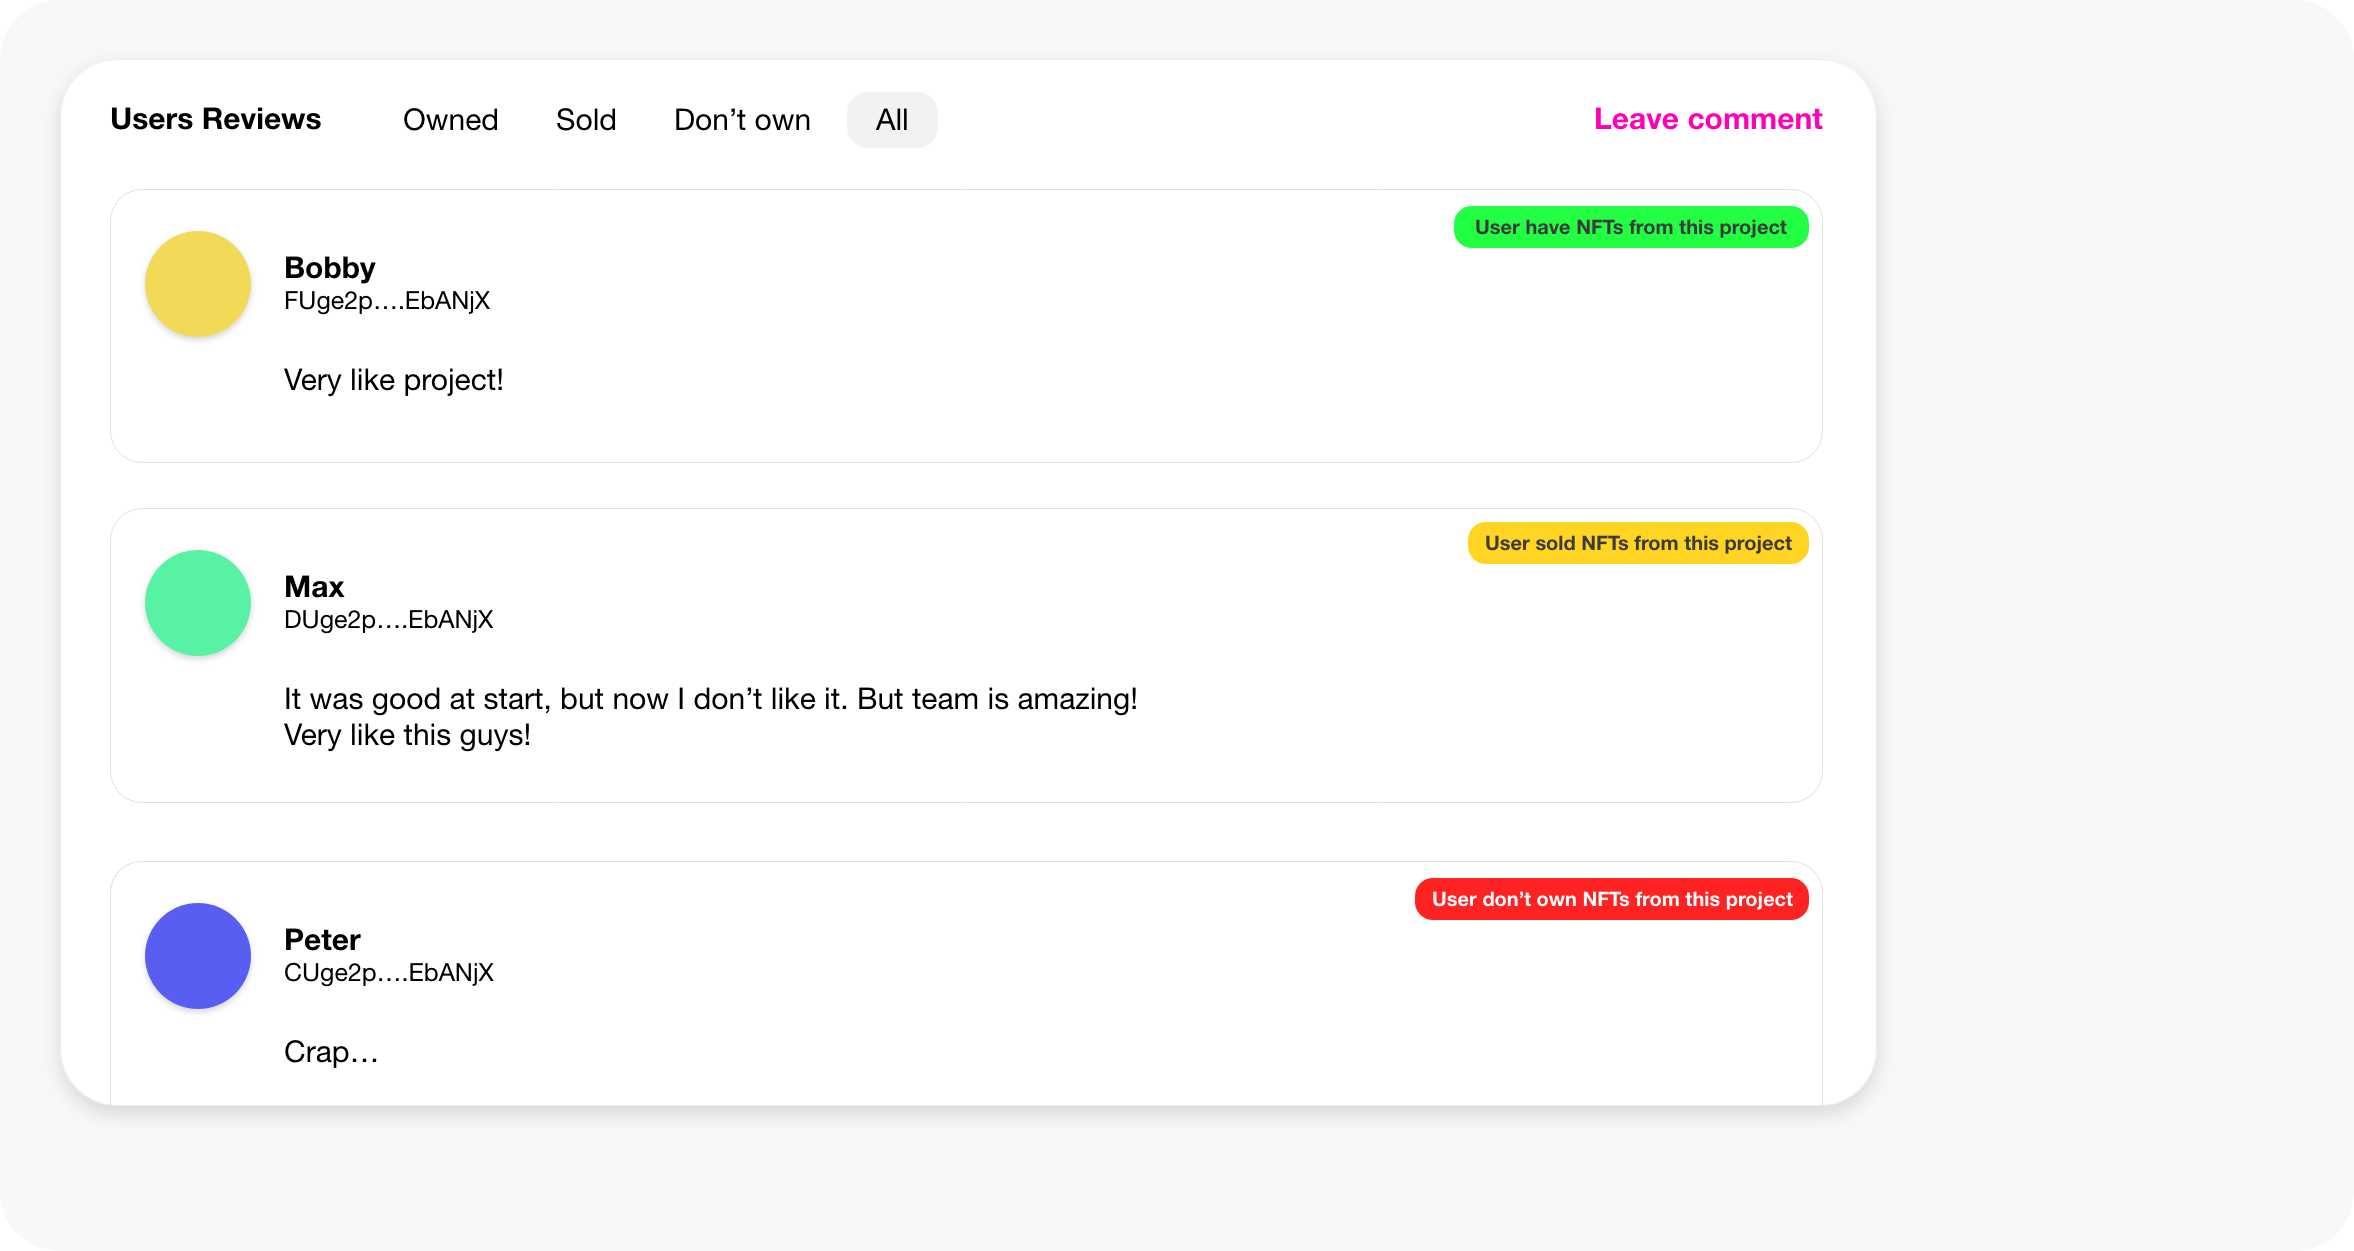 Users Reviews Owned Sold Don’t own All Leave comment
User have NFTs from this project
Bobby
FUge2p....EbANjX
Very like project!
User sold NFTs from this project
Max
DUge2p....EbANjX
It was good at start, but now I don’t like it. But team is amazing!
Very like this guys!
User don’t own NFTs from this project
Peter
CUge2p....EbANjX
Crap…